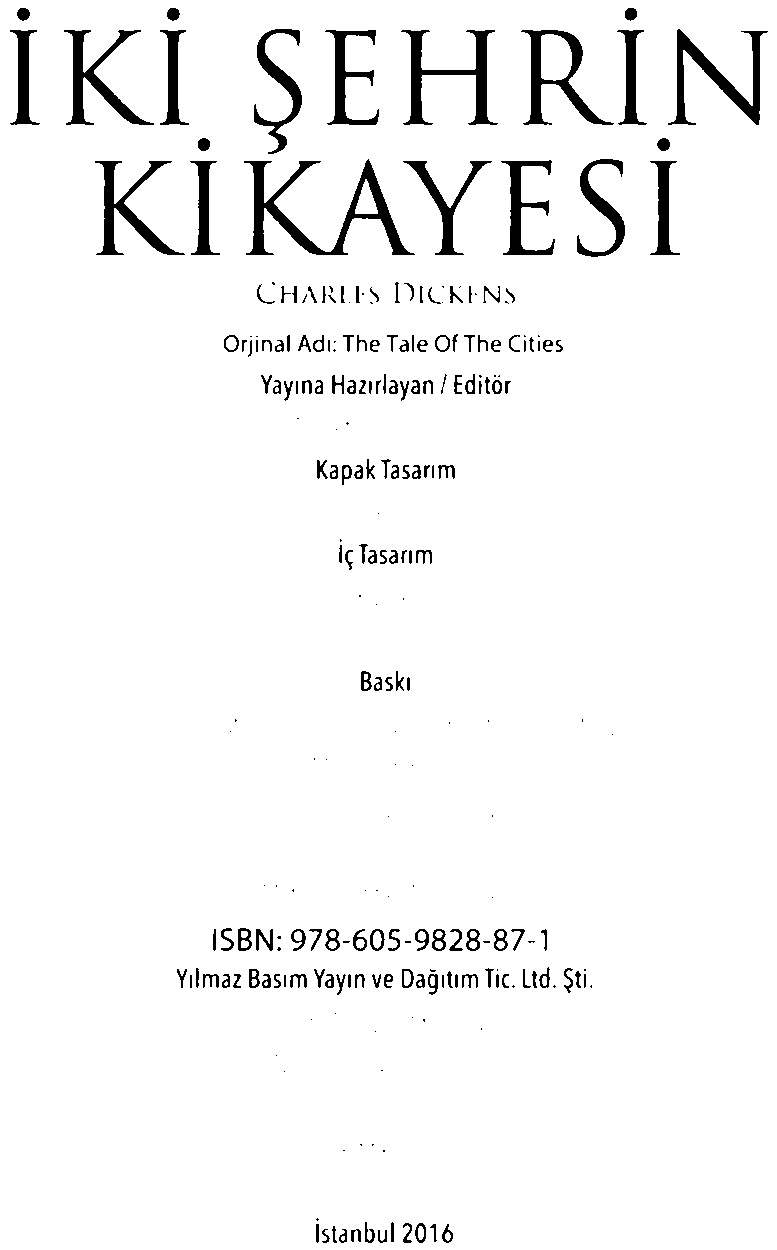 İKİ ŞEHRİN
KİKAYESİ
CHARLES DICKENS
Orjinal Adı: The Tale Of The Cities
Yayına Hazırlayan / Editör
Kapak Tasarım
İç Tasarım
Baskı
ISBN: 978-605-9828-87-1
Yılmaz Basım Yayın ve Dağıtım Tic. Ltd. Şti.
İstanbul 2016